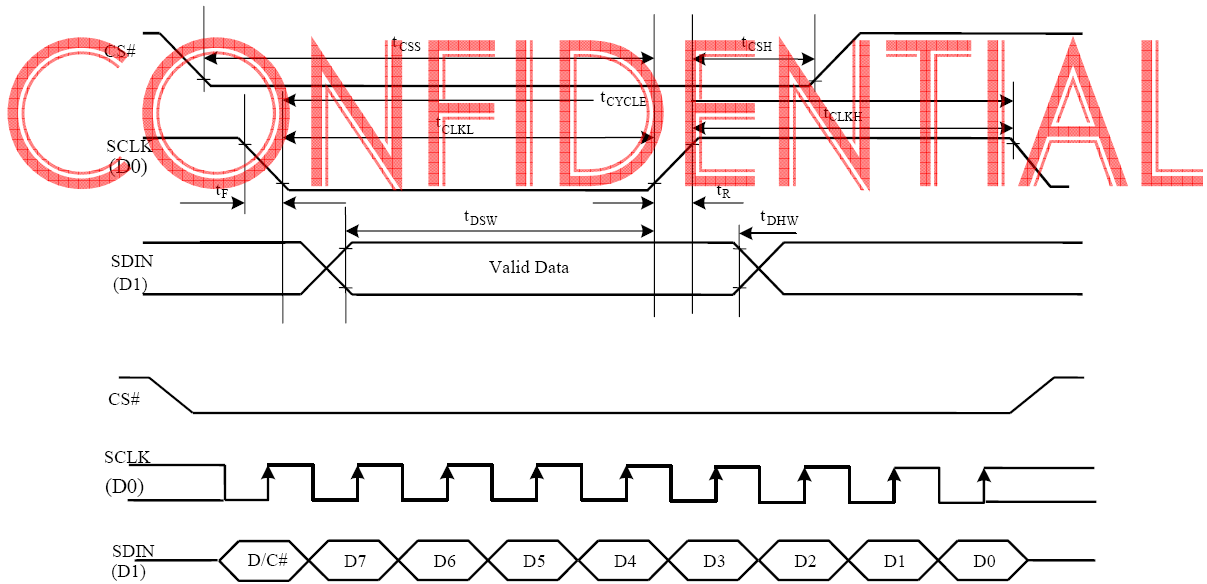 CONFIDENTIAL
CS#
tCSS
tCSH
tCYCLE
tCLKL
tCLKH
SCLK
(D0)
tF
tR
tDSW
tDHW
SDIN
(D1)
Valid Data
CS#
SCLK
(D0)
SDIN
(D1)
D/C# D7 D6 D5 D4 D3 D2 D1 D0